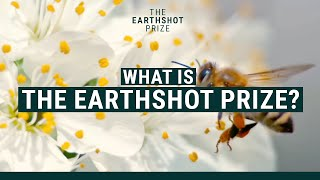 THE
EARTHSHOT
PRIZE
WHAT IS
THE EARTHSHOT PRIZE?